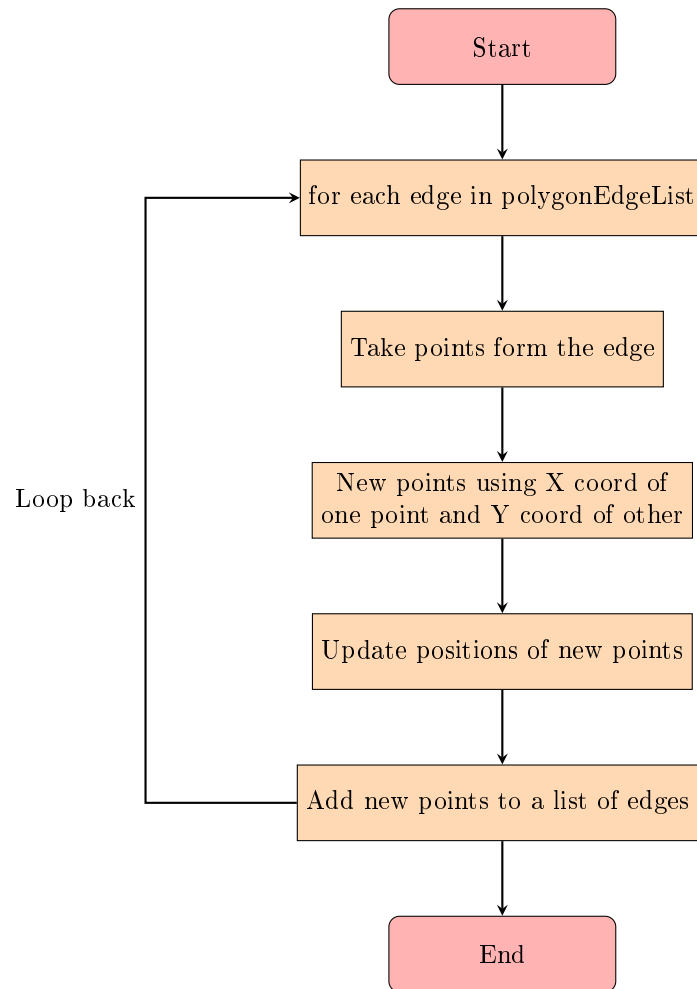 Start
for each edge in polygonEdgeList
Take points form the edge
Loop back
New points using X coord of
one point and Y coord of other
Update positions of new points
Add new points to a list of edges
End